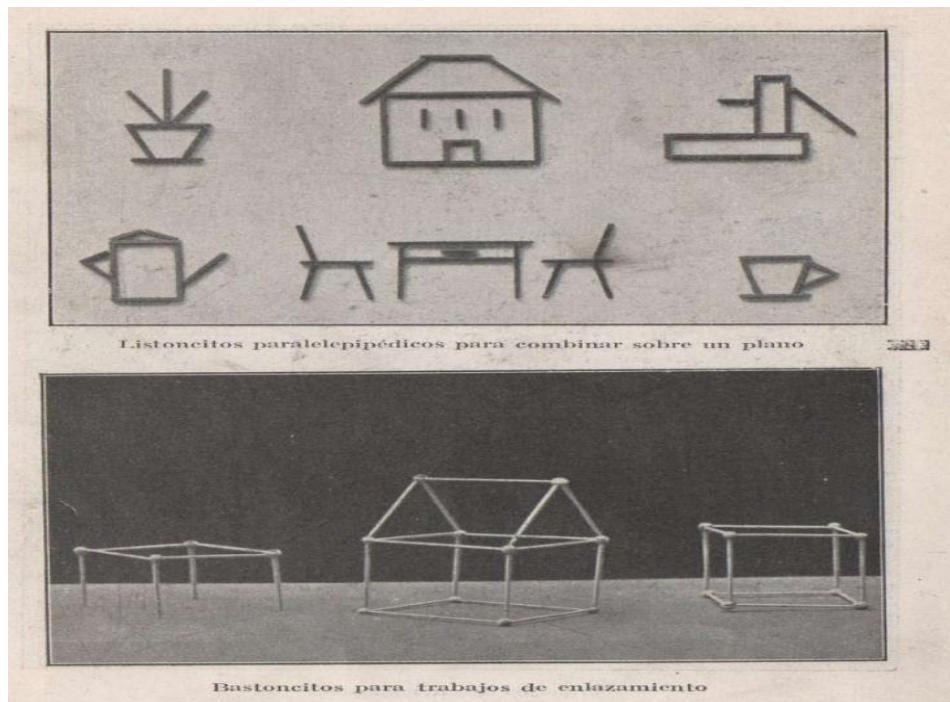 Listoncitos paralelepipédicos para combinar sobre un plano
Bastoncitos para trabajos de enlazamiento